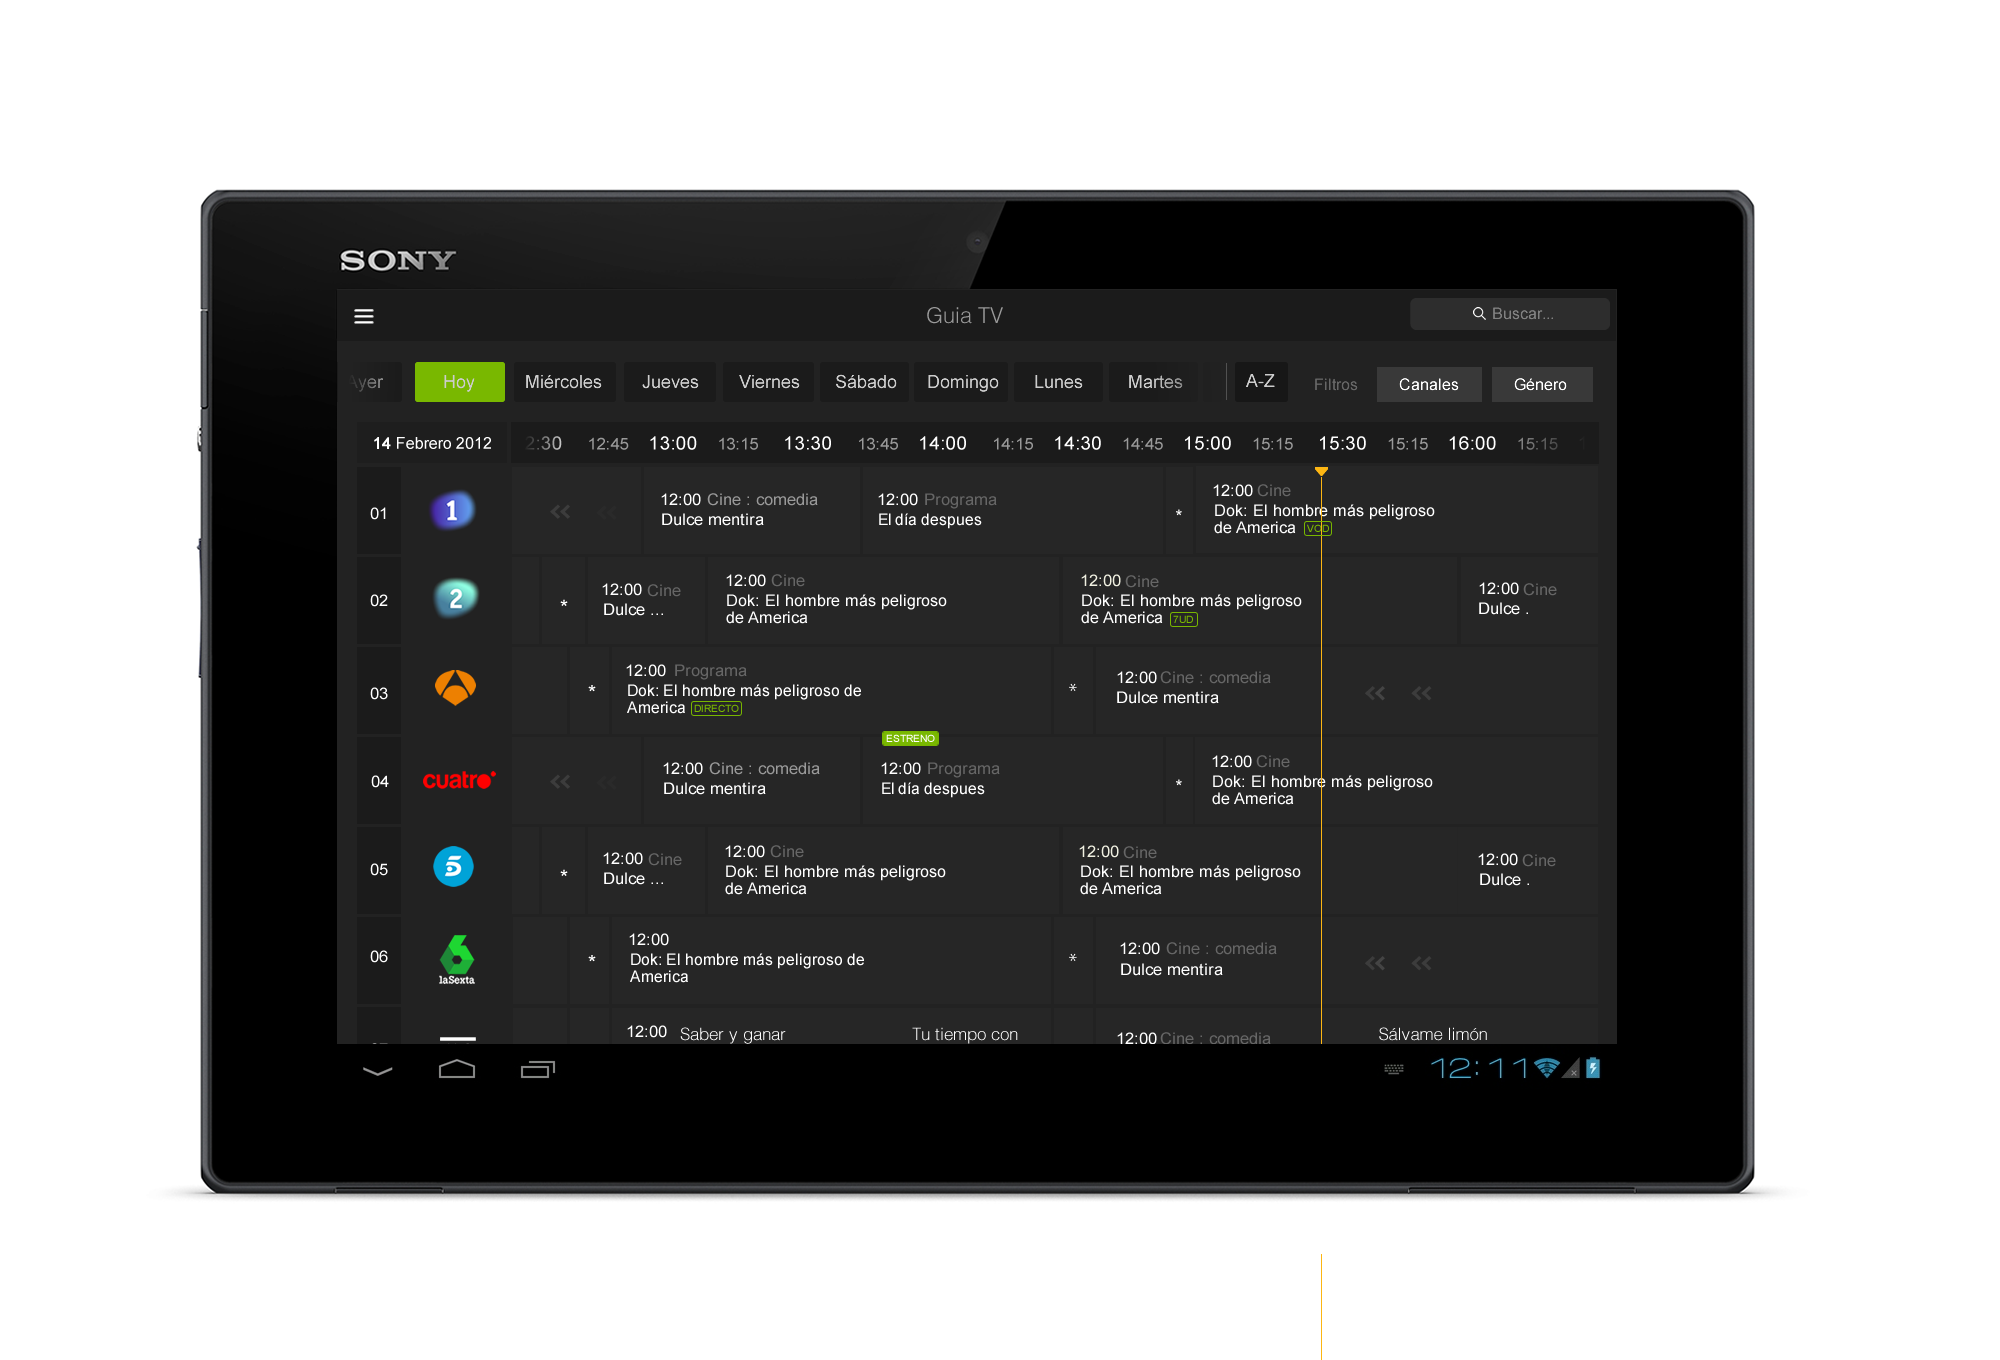 SONY
Guia TV
Buscar...
Ayer Hoy Miércoles Jueves Viernes Sábado Domingo Lunes Martes A-Z Filtros Canales Género
14 Febrero 2012 2:30 12:45 13:00 13:15 13:30 13:45 14:00 14:15 14:30 14:45 15:00 15:15 15:30 15:15 16:00 15:15
01
1
12:00 Cine : comedia
Dulce mentira
12:00 Programa
El día despues
*
12:00 Cine
Dok: El hombre más peligroso
de America VOD
02
2
*
12:00 Cine
Dulce ...
12:00 Cine
Dok: El hombre más peligroso
de America
12:00 Cine
Dok: El hombre más peligroso
de America 7UD
12:00 Cine
Dulce .
03
*
12:00 Programa
Dok: El hombre más peligroso de
America DIRECTO
*
12:00 Cine : comedia
Dulce mentira
04
cuatro
12:00 Cine : comedia
Dulce mentira
ESTRENO
12:00 Programa
El día despues
*
12:00 Cine
Dok: El hombre más peligroso
de America
05
5
*
12:00 Cine
Dulce ...
12:00 Cine
Dok: El hombre más peligroso
de America
12:00 Cine
Dok: El hombre más peligroso
de America
12:00 Cine
Dulce .
06
6
laSexta
*
12:00
Dok: El hombre más peligroso de
America
*
12:00 Cine : comedia
Dulce mentira
12:00 Saber y ganar
Tu tiempo con
12:00 Cine : comedia
Sálvame limón
12:11